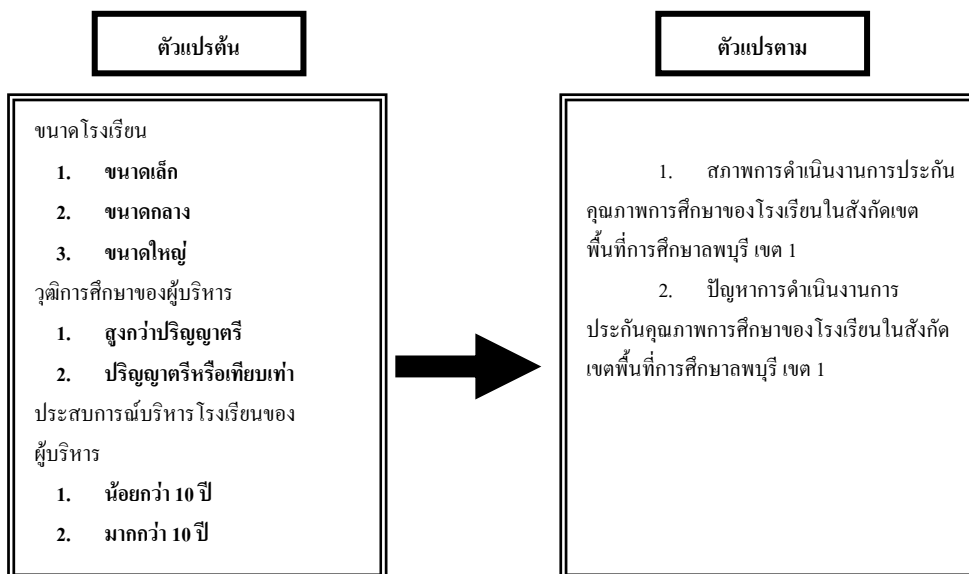 ตัวแปรต้น
ขนาดโรงเรียน
1. ขนาดเล็ก
2. ขนาดกลาง
3. ขนาดใหญ่
วุฒิการศึกษาของผู้บริหาร
1. สูงกว่าปริญญาตรี
2. ปริญญาตรีหรือเทียบเท่า
ประสบการณ์บริหารโรงเรียนของ
ผู้บริหาร
1. น้อยกว่า 10 ปี
2. มากกว่า 10 ปี
ตัวแปรตาม
1. สภาพการดำเนินงานการประกัน
คุณภาพการศึกษาของโรงเรียนในสังกัดเขต
พื้นที่การศึกษาลพบุรี เขต 1
2. ปัญหาการดำเนินงานการ
ประกันคุณภาพการศึกษาของโรงเรียนในสังกัด
เขตพื้นที่การศึกษาลพบุรี เขต 1